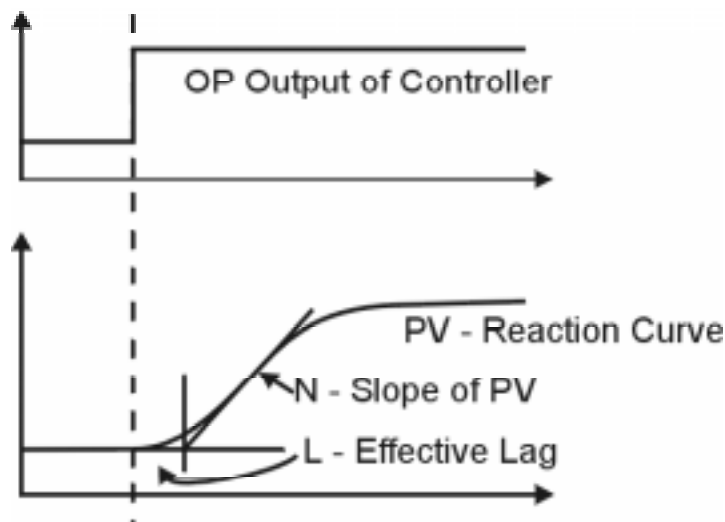 OP Output of Controller
PV - Reaction Curve
N - Slope of PV
L - Effective Lag